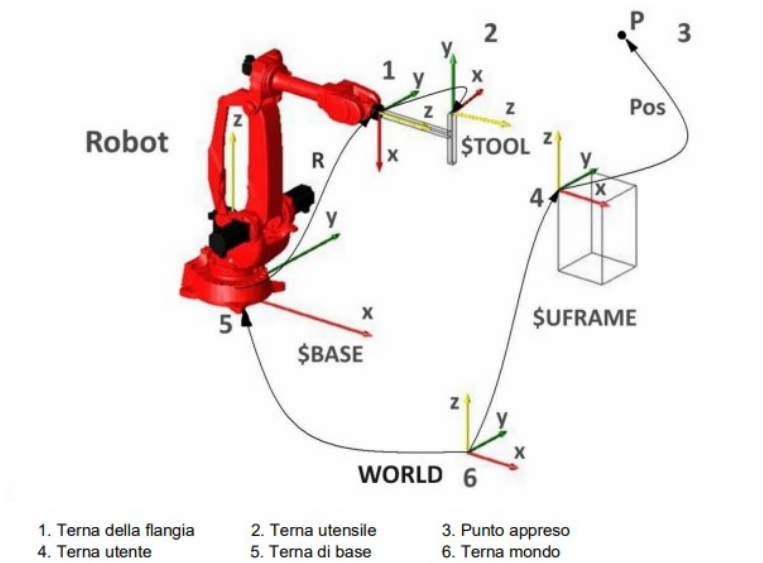 P 3
2
y
1 y x
z z
Pos
Robot z
$TOOL z
R x
y
4 x
y
5 x
$UFRAME
$BASE
z
y
x
WORLD 6
1. Terna della flangia 2. Terna utensile 3. Punto appreso
4. Terna utente 5. Terna di base 6. Terna mondo